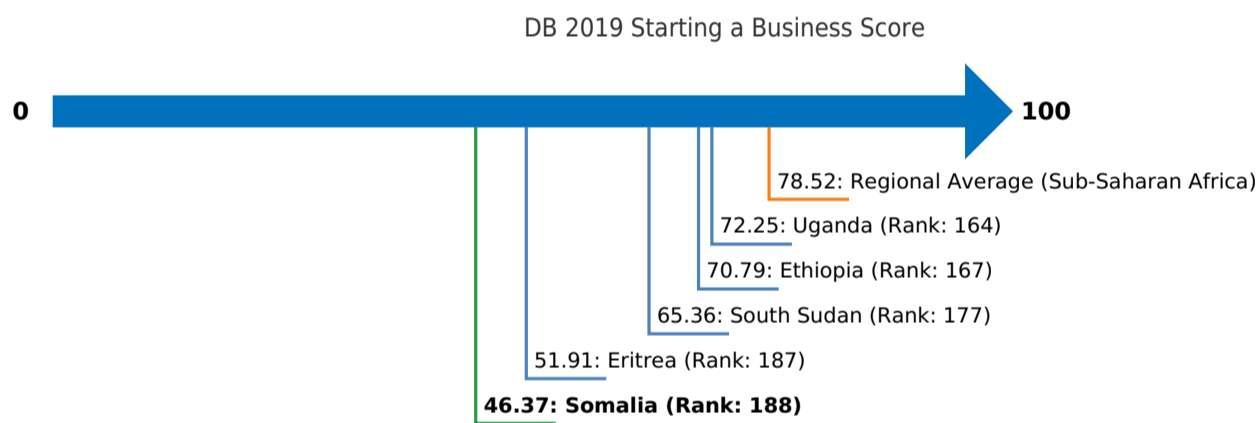 DB 2019 Starting a Business Score
0
100
78.52: Regional Average (Sub-Saharan Africa)
72.25: Uganda (Rank: 164)
70.79: Ethiopia (Rank: 167)
65.36: South Sudan (Rank: 177)
51.91: Eritrea (Rank: 187)
46.37: Somalia (Rank: 188)